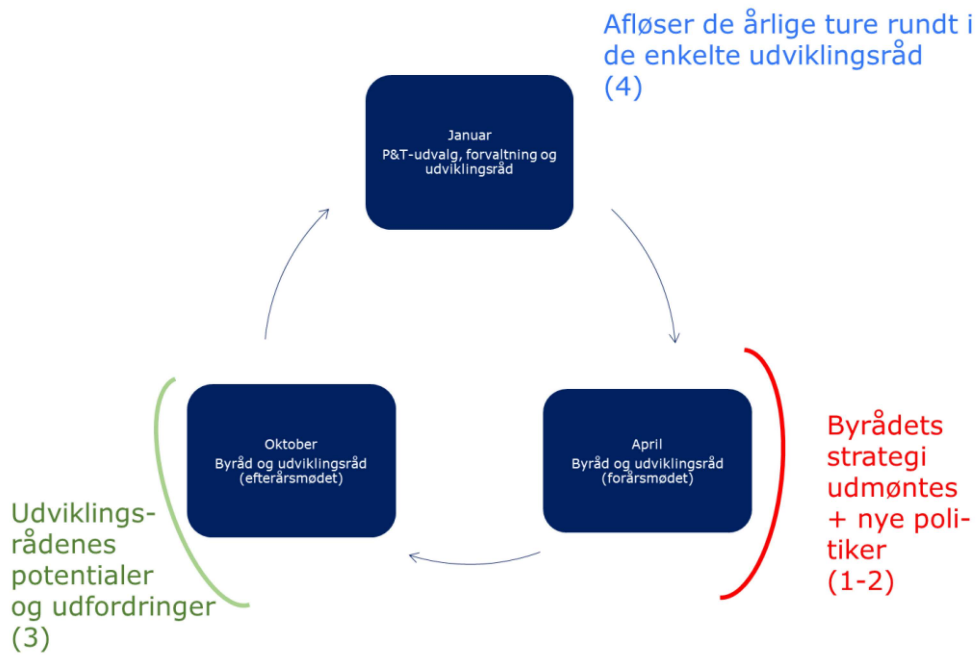 Afløser de årlige ture rundt i
de enkelte udviklingsråd
(4)
Januar
P&T-udvalg, forvaltning og
udviklingsråd
Oktober
Byråd og udviklingsråd
(efterårsmødet)
April
Byråd og udviklingsråd
(forårsmødet)
Byrådets
strategi
udmøntes
+ nye poli-
tiker
(1-2)
Udviklings-
rådenes
potentialer
og udfordringer
(3)